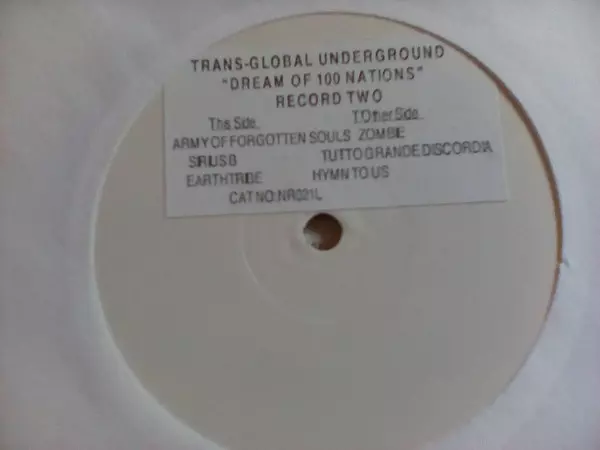 TRANS-GLOBAL UNDERGROUND
"DREAM OF 100 NATIONS"
RECORD TWO
This Side. T.Other Side.
ARMY OF FORGOTTEN SOULS ZOMBIE
SIRIUS B TUTTO GRANDE DISCORDIA
EARTHTRIBE HYMN TO US
CAT NO:NR021L